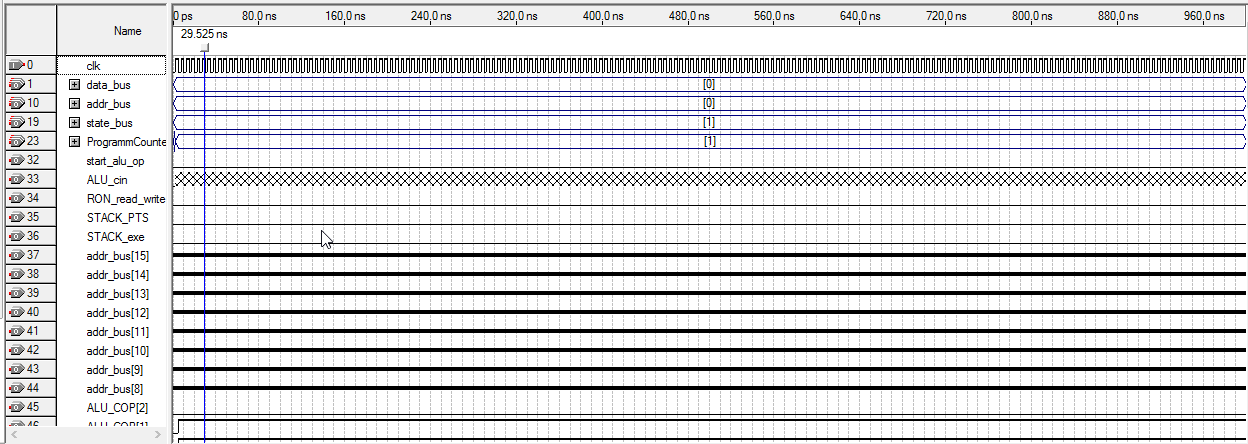 Name
0 ps 80.0 ns 160.0 ns 240.0 ns 320.0 ns 400.0 ns 480.0 ns 560.0 ns 640.0 ns 720.0 ns 800.0 ns 880.0 ns 960.0 ns
29.525 ns
0 clk
1 data_bus [0]
10 addr_bus [0]
19 state_bus [1]
23 ProgrammCounte [1]
32 start_alu_op
33 ALU_cin
34 RON_read_write
35 STACK_PTS
36 STACK_exe
37 addr_bus[15]
38 addr_bus[14]
39 addr_bus[13]
40 addr_bus[12]
41 addr_bus[11]
42 addr_bus[10]
43 addr_bus[9]
44 addr_bus[8]
45 ALU_COP[2]
46 ALU_COP[1]